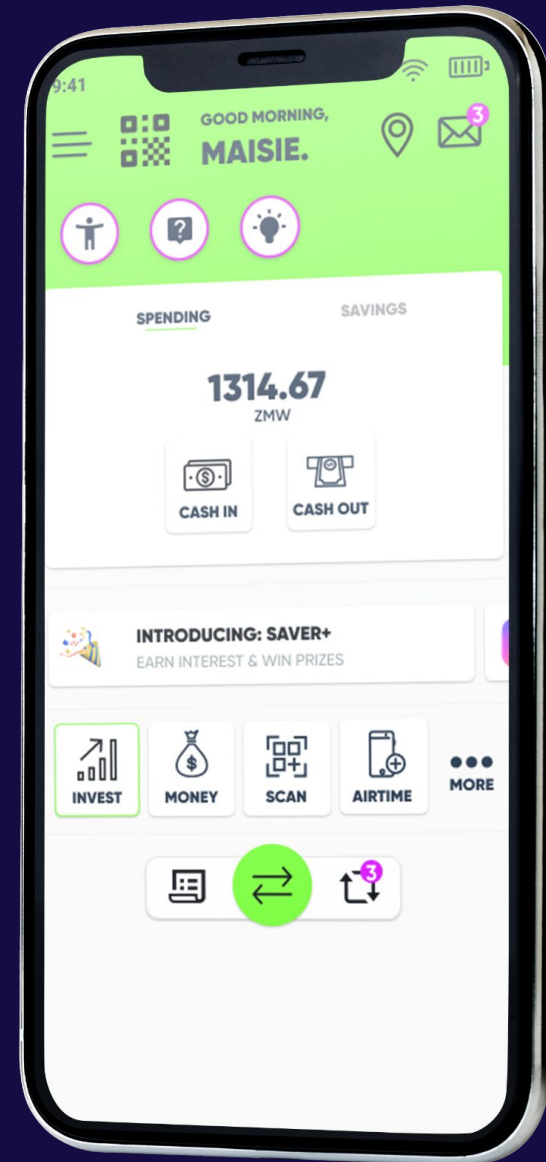 9:41
GOOD MORNING,
MAISIE.
3
?
SPENDING SAVINGS
1314.67
ZMW
CASH IN CASH OUT
INTRODUCING: SAVER+
EARN INTEREST & WIN PRIZES
INVEST MONEY SCAN AIRTIME MORE
3